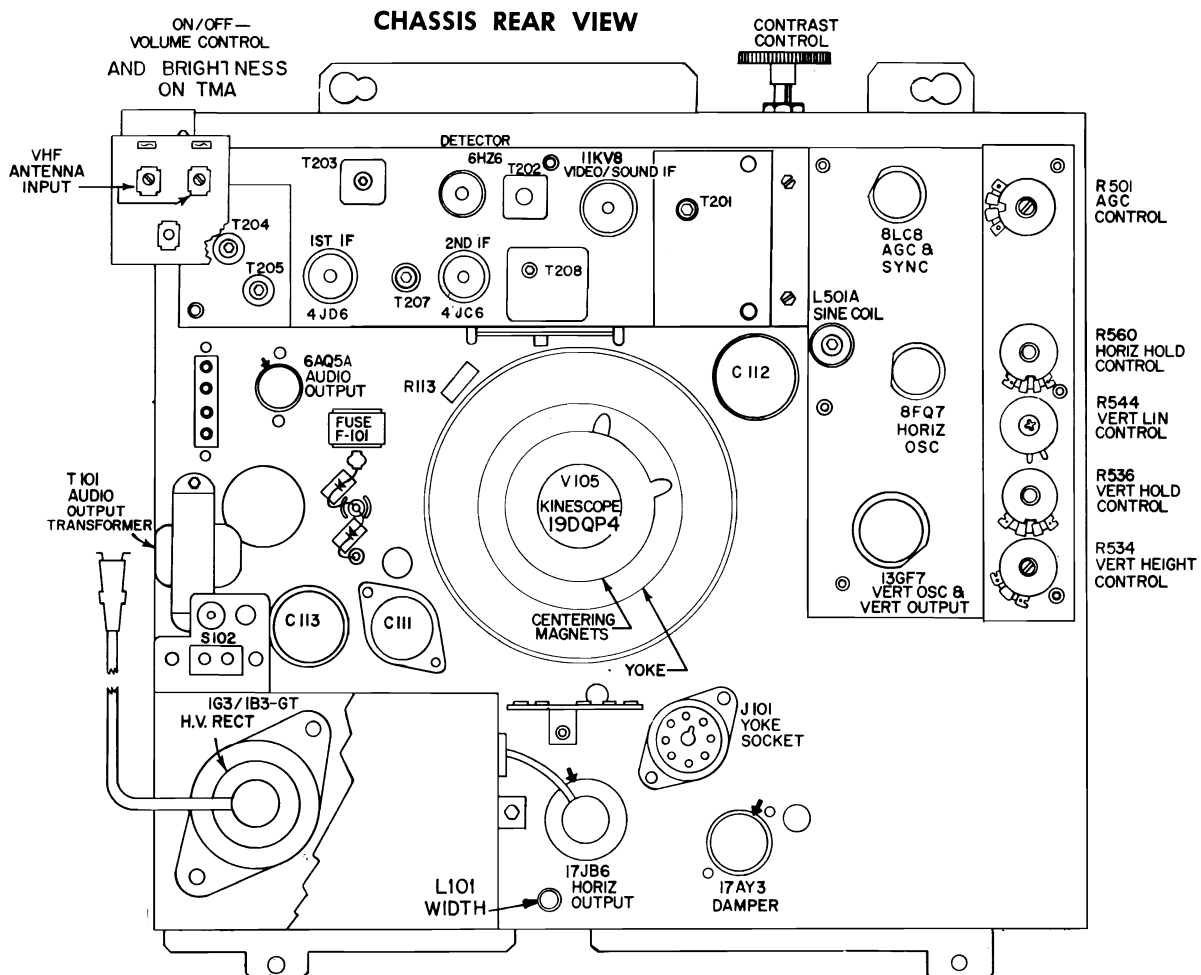 CHASSIS REAR VIEW
ON/OFF—
VOLUME CONTROL
AND BRIGHTNESS
ON TMA
CONTRAST
CONTROL
VHF
ANTENNA
INPUT
T203
DETECTOR
6HZ6
T202
11KV8
VIDEO/SOUND IF
T201
T204
T205
1ST IF
4JD6
T207
2ND IF
4JC6
T208
8LC8
AGC &
SYNC
R501
AGC
CONTROL
L501A
SINE COIL
R560
HORIZ HOLD
CONTROL
6AQ5A
AUDIO
OUTPUT
R113
C112
8FQ7
HORIZ
OSC
R544
VERT LIN
CONTROL
FUSE
F-101
T101
AUDIO
OUTPUT
TRANSFORMER
V105
KINESCOPE
19DQP4
R536
VERT HOLD
CONTROL
R534
VERT HEIGHT
CONTROL
13GF7
VERT OSC &
VERT OUTPUT
CENTERING
MAGNETS
YOKE
C113
C111
S102
1G3/1B3-GT
H.V. RECT
J101
YOKE
SOCKET
17JB6
HORIZ
OUTPUT
L101
WIDTH
17AY3
DAMPER